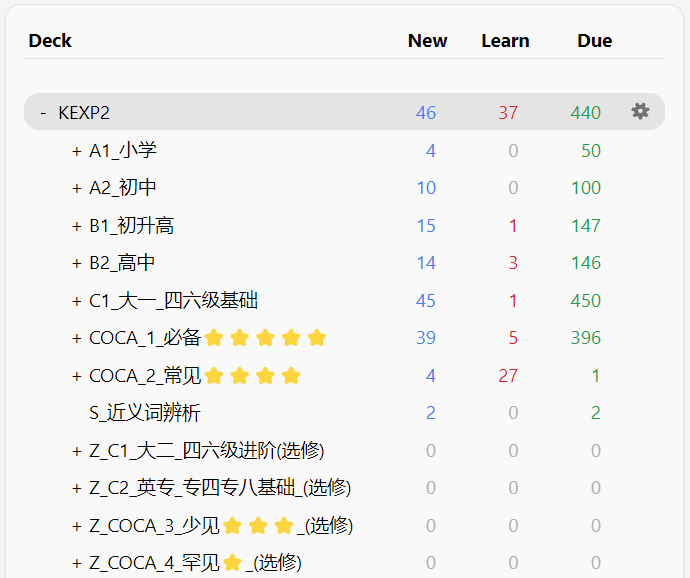 Deck New Learn Due
- KEXP2 46 37 440
+ A1_小学 4 0 50
+ A2_初中 10 0 100
+ B1_初升高 15 1 147
+ B2_高中 14 3 146
+ C1_大一_四六级基础 45 1 450
+ COCA_1_必备⭐⭐⭐⭐⭐ 39 5 396
+ COCA_2_常见⭐⭐⭐⭐ 4 27 1
S_近义词辨析 2 0 2
+ Z_C1_大二_四六级进阶(选修) 0 0 0
+ Z_C2_英专_专四专八基础_(选修) 0 0 0
+ Z_COCA_3_少见⭐⭐⭐_(选修) 0 0 0
+ Z_COCA_4_罕见⭐_(选修) 0 0 0